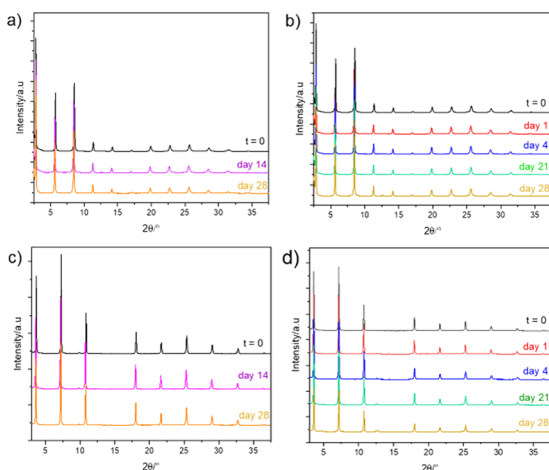 a)
Intensity/a.u
t = 0
day 14
day 28
5 10 15 20 25 30 35
2θ/°
b)
Intensity/a.u
t = 0
day 1
day 4
day 21
day 28
5 10 15 20 25 30 35
c)
Intensity/a.u
t = 0
day 14
day 28
5 10 15 20 25 30 35
2θ/°
d)
Intensity/a.u
t = 0
day 1
day 4
day 21
day 28
5 10 15 20 25 30 35
2θ/°